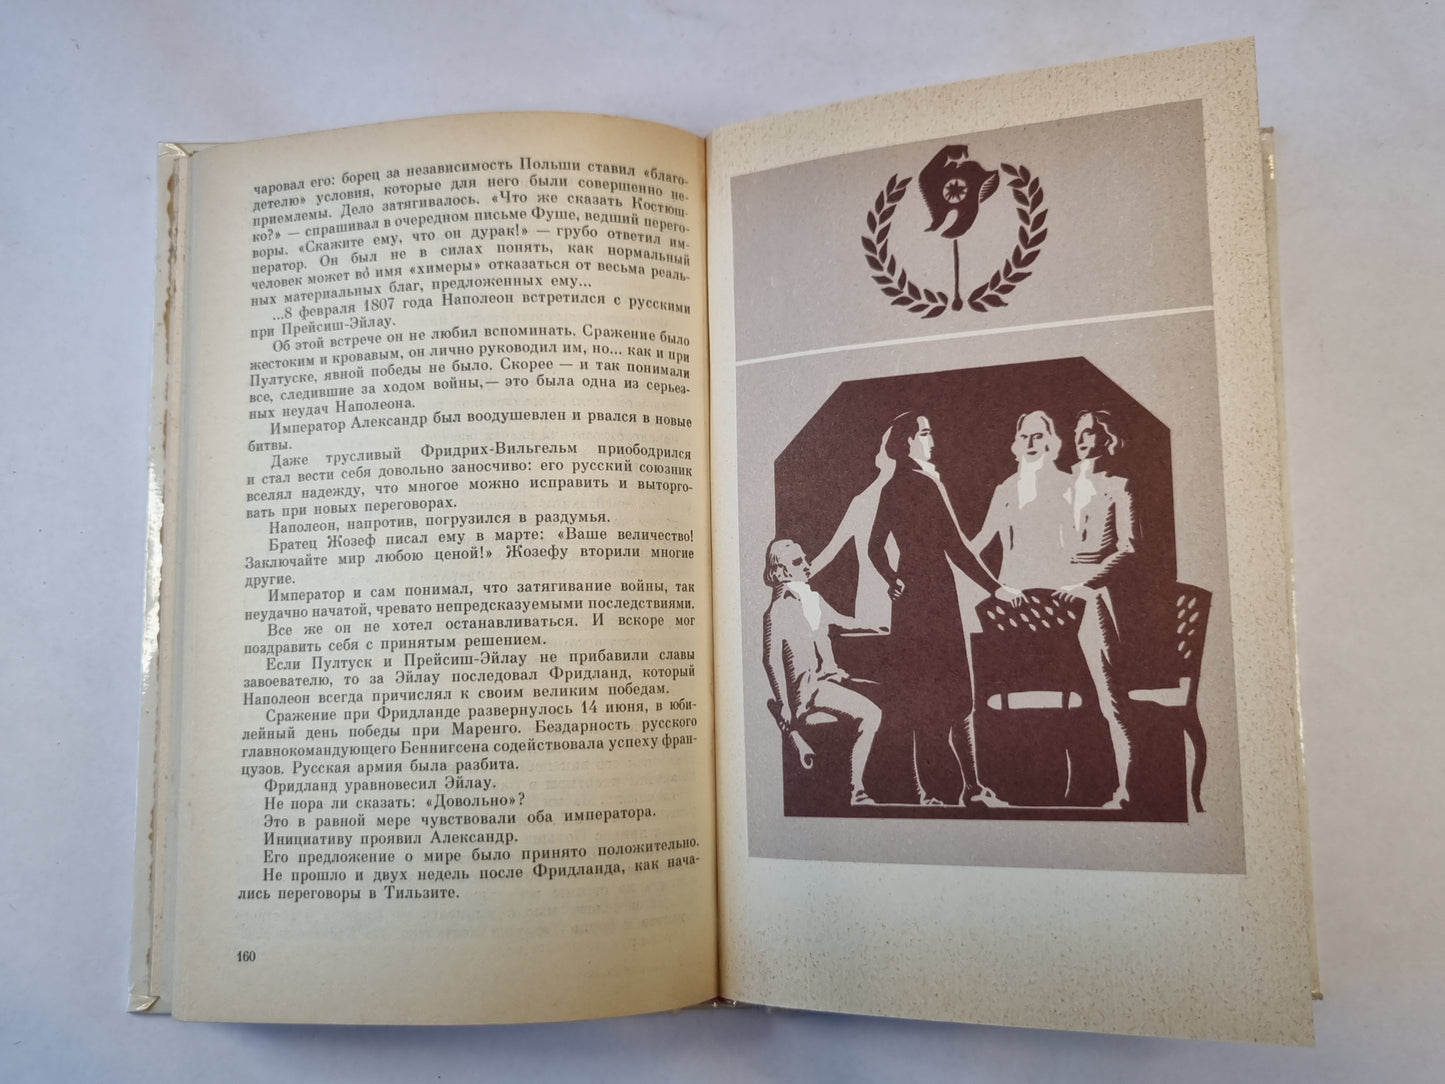 чаровал его: борец за независимость Польши ставил «благо-
детелю» условия, которые для него были совершенно не-
приемлемы. Дело затягивалось. «Что же сказать Костюш-
ко?» — спрашивал в очередном письме Фуше, ведший перего-
воры. «Скажите ему, что он дурак!» — грубо ответил им-
ператор. Он был не в силах понять, как нормальный
человек может во имя «химеры» отказаться от весьма реаль-
ных материальных благ, предложенных ему...
...8 февраля 1807 года Наполеон встретился с русскими
при Прейсиш-Эйлау.
Об этой встрече он не любил вспоминать. Сражение было
жестоким и кровавым, он лично руководил им, но... как и при
Пултуске, явной победы не было. Скорее — и так понимали
все, следившие за ходом войны,— это была одна из серьез-
ных неудач Наполеона.
Император Александр был воодушевлен и рвался в новые
битвы.
Даже трусливый Фридрих-Вильгельм приободрился
и стал вести себя довольно заносчиво: его русский союзник
вселял надежду, что многое можно исправить и выторго-
вать при новых переговорах.
Наполеон, напротив, погрузился в раздумья.
Братец Жозеф писал ему в марте: «Ваше величество!
Заключайте мир любою ценой!» Жозефу вторили многие
другие.
Император и сам понимал, что затягивание войны, так
неудачно начатой, чревато непредсказуемыми последствиями.
Все же он не хотел останавливаться. И вскоре мог
поздравить себя с принятым решением.
Если Пултуск и Прейсиш-Эйлау не прибавили славы
завоевателю, то за Эйлау последовал Фридланд, который
Наполеон всегда причислял к своим великим победам.
Сражение при Фридланде развернулось 14 июня, в юби-
лейный день победы при Маренго. Бездарность русского
главнокомандующего Беннигсена содействовала успеху фран-
цузов. Русская армия была разбита.
Фридланд уравновесил Эйлау.
Не пора ли сказать: «Довольно»?
Это в равной мере чувствовали оба императора.
Инициативу проявил Александр.
Его предложение о мире было принято положительно.
Не прошло и двух недель после Фридланда, как нача-
лись переговоры в Тильзите.
160